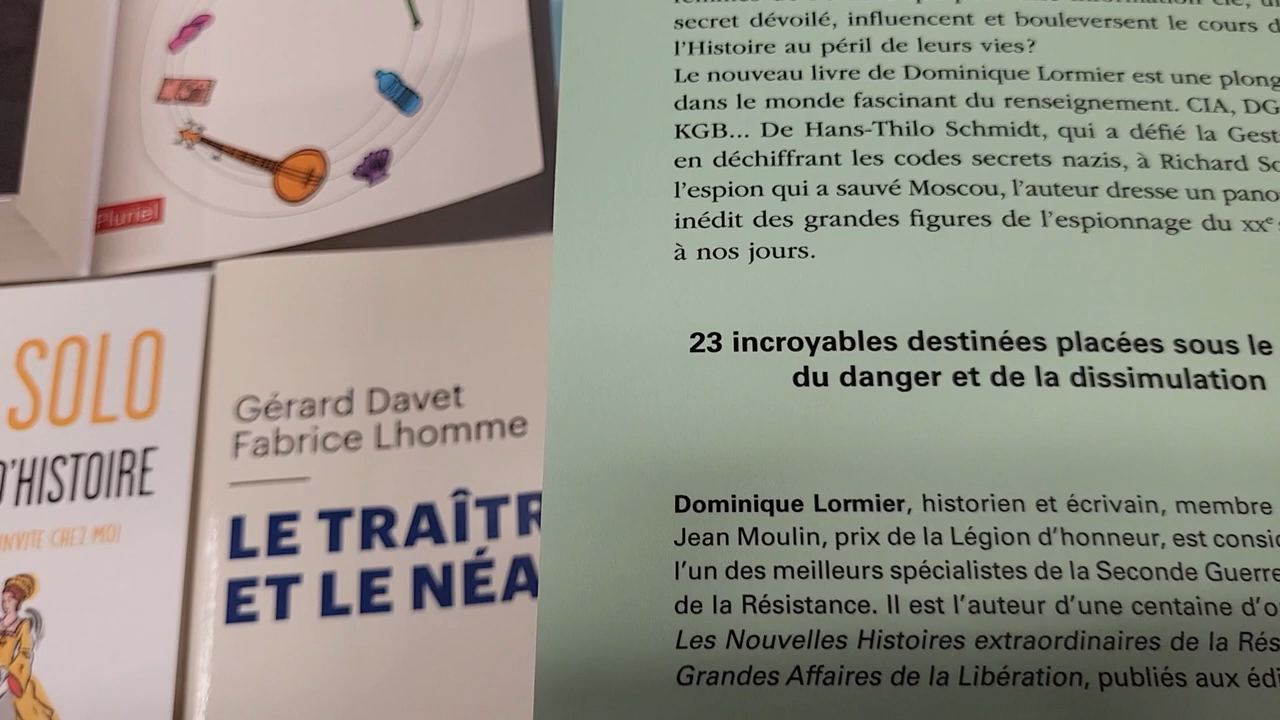 Pluriel
SOLO
D'HISTOIRE
INVITE CHEZ MOI
Gérard Davet
Fabrice Lhomme
LE TRAÎTR
ET LE NÉA
secret dévoilé, influencent et bouleversent le cours d
l'Histoire au péril de leurs vies?
Le nouveau livre de Dominique Lormier est une plong
dans le monde fascinant du renseignement. CIA, DG
KGB... De Hans-Thilo Schmidt, qui a défié la Gest
en déchiffrant les codes secrets nazis, à Richard So
l'espion qui a sauvé Moscou, l'auteur dresse un pano
inédit des grandes figures de l'espionnage du XXe s
à nos jours.
23 incroyables destinées placées sous le
du danger et de la dissimulation
Dominique Lormier, historien et écrivain, membre
Jean Moulin, prix de la Légion d'honneur, est consid
l'un des meilleurs spécialistes de la Seconde Guerre
de la Résistance. Il est l'auteur d'une centaine d'o
Les Nouvelles Histoires extraordinaires de la Rés
Grandes Affaires de la Libération, publiés aux édi